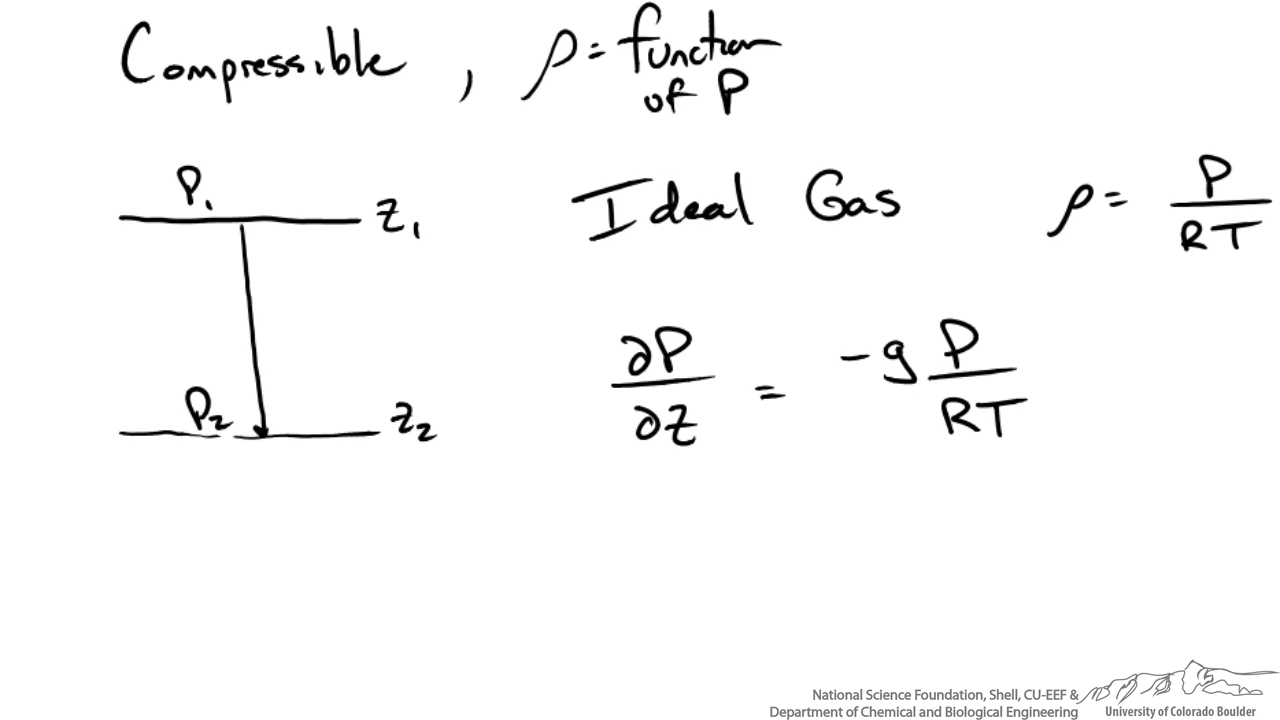 Compressible , ρ = function of P
P₁ z₁
Ideal Gas ρ = P / RT
∂P / ∂z = -g P / RT
P₂ z₂
National Science Foundation, Shell, CU-EEF &
Department of Chemical and Biological Engineering
University of Colorado Boulder